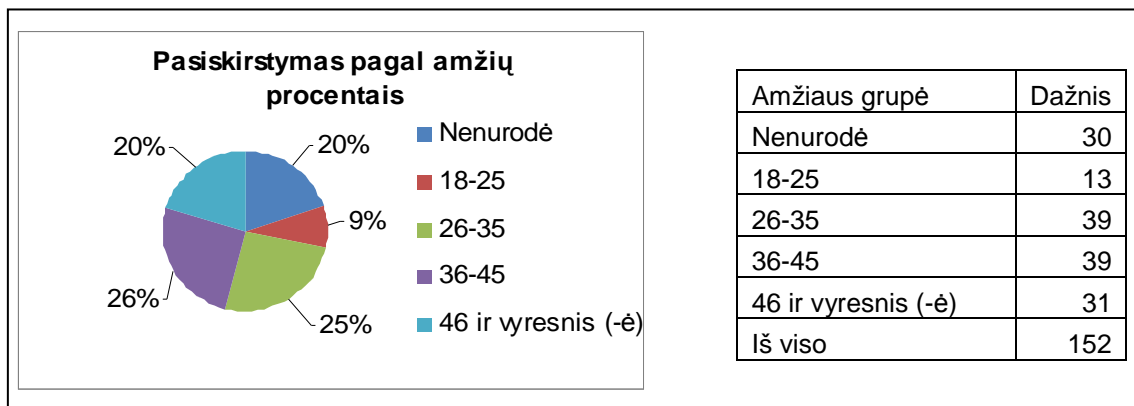 Pasiskirstymas pagal amžių
procentais
20%
9%
25%
26%
20%
Nenurodė
18-25
26-35
36-45
46 ir vyresnis (-ė)
Amžiaus grupė Dažnis
Nenurodė 30
18-25 13
26-35 39
36-45 39
46 ir vyresnis (-ė) 31
Iš viso 152